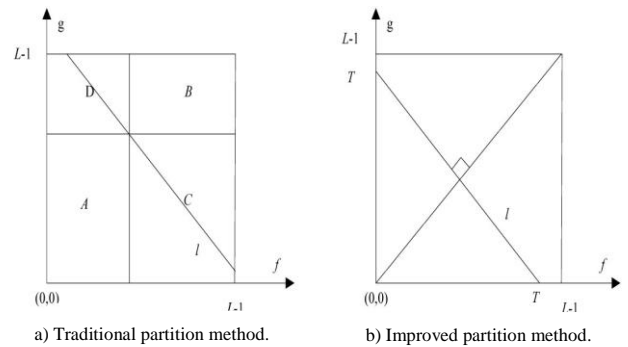 g
L-1
D
B
A
C
l
f
(0,0)
L-1
a) Traditional partition method.
g
L-1
T
l
f
(0,0)
T
L-1
b) Improved partition method.